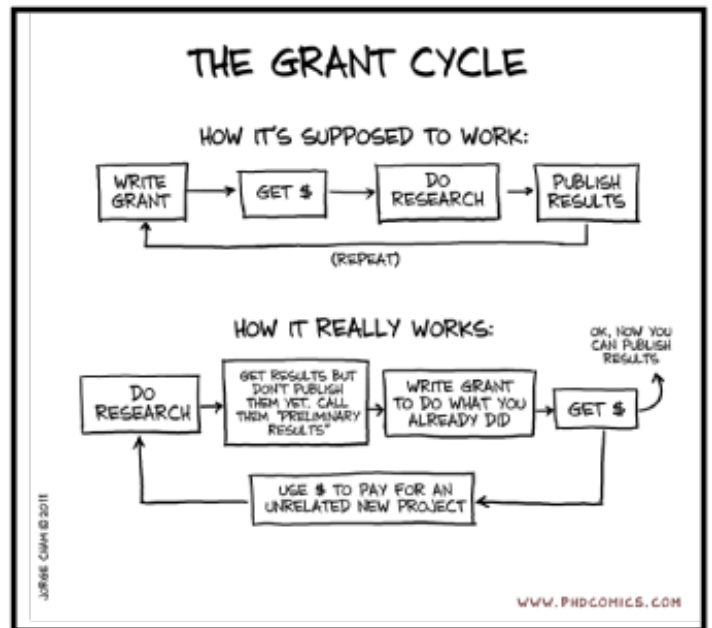 THE GRANT CYCLE
HOW IT'S SUPPOSED TO WORK:
WRITE
GRANT
GET $
DO
RESEARCH
PUBLISH
RESULTS
(REPEAT)
HOW IT REALLY WORKS:
OK, NOW YOU
CAN PUBLISH
RESULTS
DO
RESEARCH
GET RESULTS BUT
DON'T PUBLISH
THEM YET. CALL
THEM "PRELIMINARY
RESULTS"
WRITE GRANT
TO DO WHAT YOU
ALREADY DID
GET $
USE $ TO PAY FOR AN
UNRELATED NEW PROJECT
JORGE CHAM © 2011
WWW.PHDCOMICS.COM